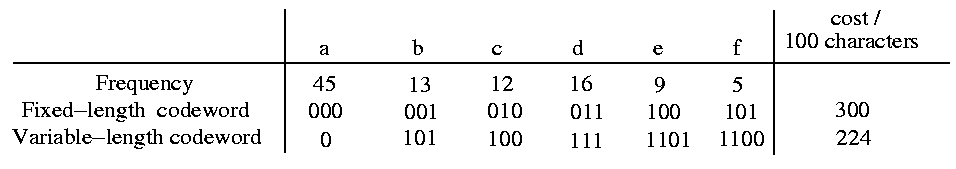 cost /
a b c d e f 100 characters
Frequency 45 13 12 16 9 5
Fixed–length codeword 000 001 010 011 100 101 300
Variable–length codeword 0 101 100 111 1101 1100 224